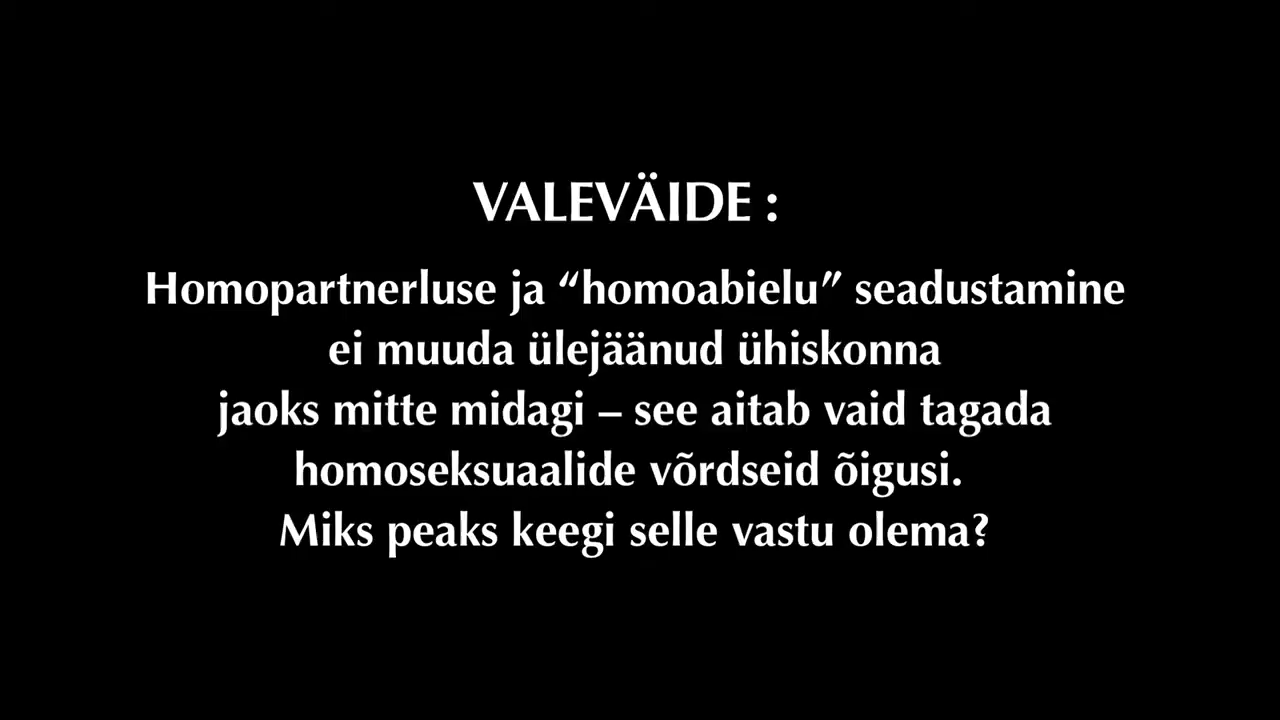 VALEVÄIDE :
Homopartnerluse ja “homoabielu” seadustamine
ei muuda ülejäänud ühiskonna
jaoks mitte midagi – see aitab vaid tagada
homoseksuaalide võrdseid õigusi.
Miks peaks keegi selle vastu olema?